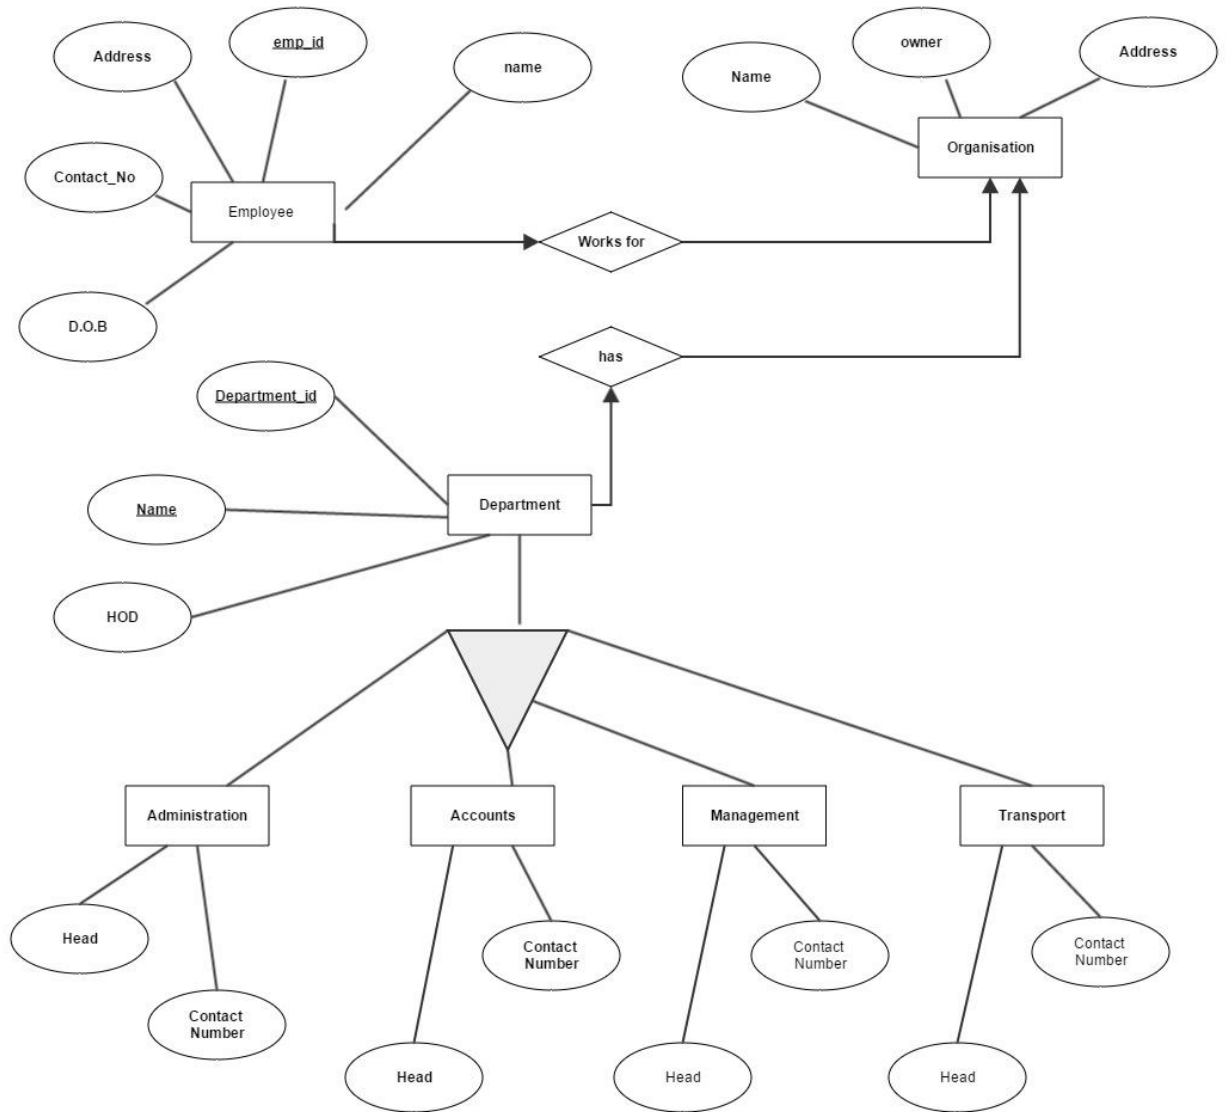 Address
emp_id
name
Name
owner
Address
Contact_No
Employee
Organisation
Works for
D.O.B
has
Department_id
Name
Department
HOD
Administration
Accounts
Management
Transport
Head
Contact
Number
Contact
Number
Contact
Number
Contact
Number
Head
Head
Head